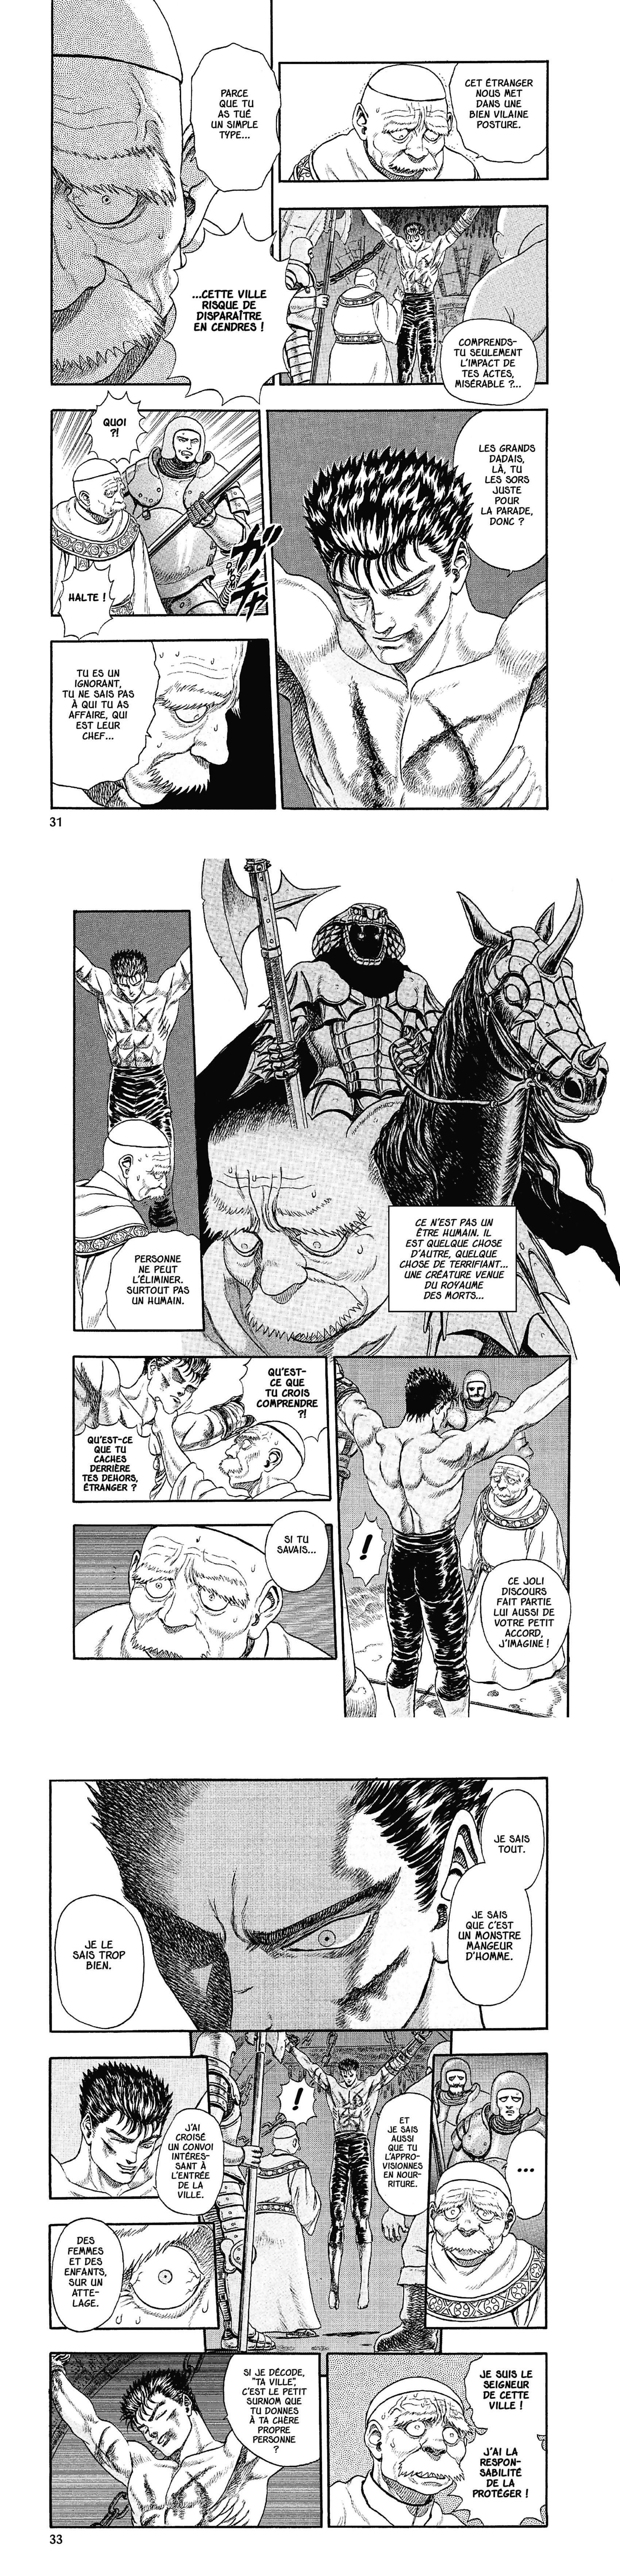 CET ÉTRANGER
NOUS MET
DANS UNE
BIEN VILAINE
POSTURE.
PARCE
QUE TU
AS TUÉ
UN SIMPLE
TYPE...
...CETTE VILLE
RISQUE DE
DISPARAÎTRE
EN CENDRES !
COMPRENDS-
TU SEULEMENT
L'IMPACT DE
TES ACTES,
MISÉRABLE ?...
LES GRANDS
DADAIS,
LÀ, TU
LES SORS
JUSTE
POUR
LA PARADE,
DONC ?
QUOI
?!
ガチャ
HALTE !
TU ES UN
IGNORANT,
TU NE SAIS PAS
À QUI TU AS
AFFAIRE, QUI
EST LEUR
CHEF...
31
CE N'EST PAS UN
ÊTRE HUMAIN. IL
EST QUELQUE CHOSE
D'AUTRE, QUELQUE
CHOSE DE TERRIFIANT...
UNE CRÉATURE VENUE
DU ROYAUME
DES MORTS...
PERSONNE
NE PEUT
L'ÉLIMINER.
SURTOUT PAS
UN HUMAIN.
!
CE JOLI
DISCOURS
FAIT PARTIE
LUI AUSSI DE
VOTRE PETIT
ACCORD,
J'IMAGINE !
QU'EST-
CE QUE
TU CROIS
COMPRENDRE
?!
QU'EST-CE
QUE TU
CACHES
DERRIÈRE
TES DEHORS,
ÉTRANGER ?
SI TU
SAVAIS...
JE SAIS
TOUT.
JE SAIS
QUE C'EST
UN MONSTRE
MANGEUR
D'HOMME.
JE LE
SAIS TROP
BIEN.
...
ET
JE SAIS
AUSSI
QUE TU
L'APPRO-
VISIONNES
EN NOUR-
RITURE.
!
J'AI
CROISÉ
UN CONVOI
INTÉRES-
SANT À
L'ENTRÉE
DE LA
VILLE.
DES
FEMMES
ET DES
ENFANTS,
SUR UN
ATTE-
LAGE.
JE SUIS LE
SEIGNEUR
DE CETTE
VILLE !
J'AI LA
RESPON-
SABILITÉ
DE LA
PROTÉGER !
SI JE DÉCODE,
"TA VILLE",
C'EST LE PETIT
SURNOM QUE
TU DONNES
À TA CHÈRE
PROPRE
PERSONNE
?
33